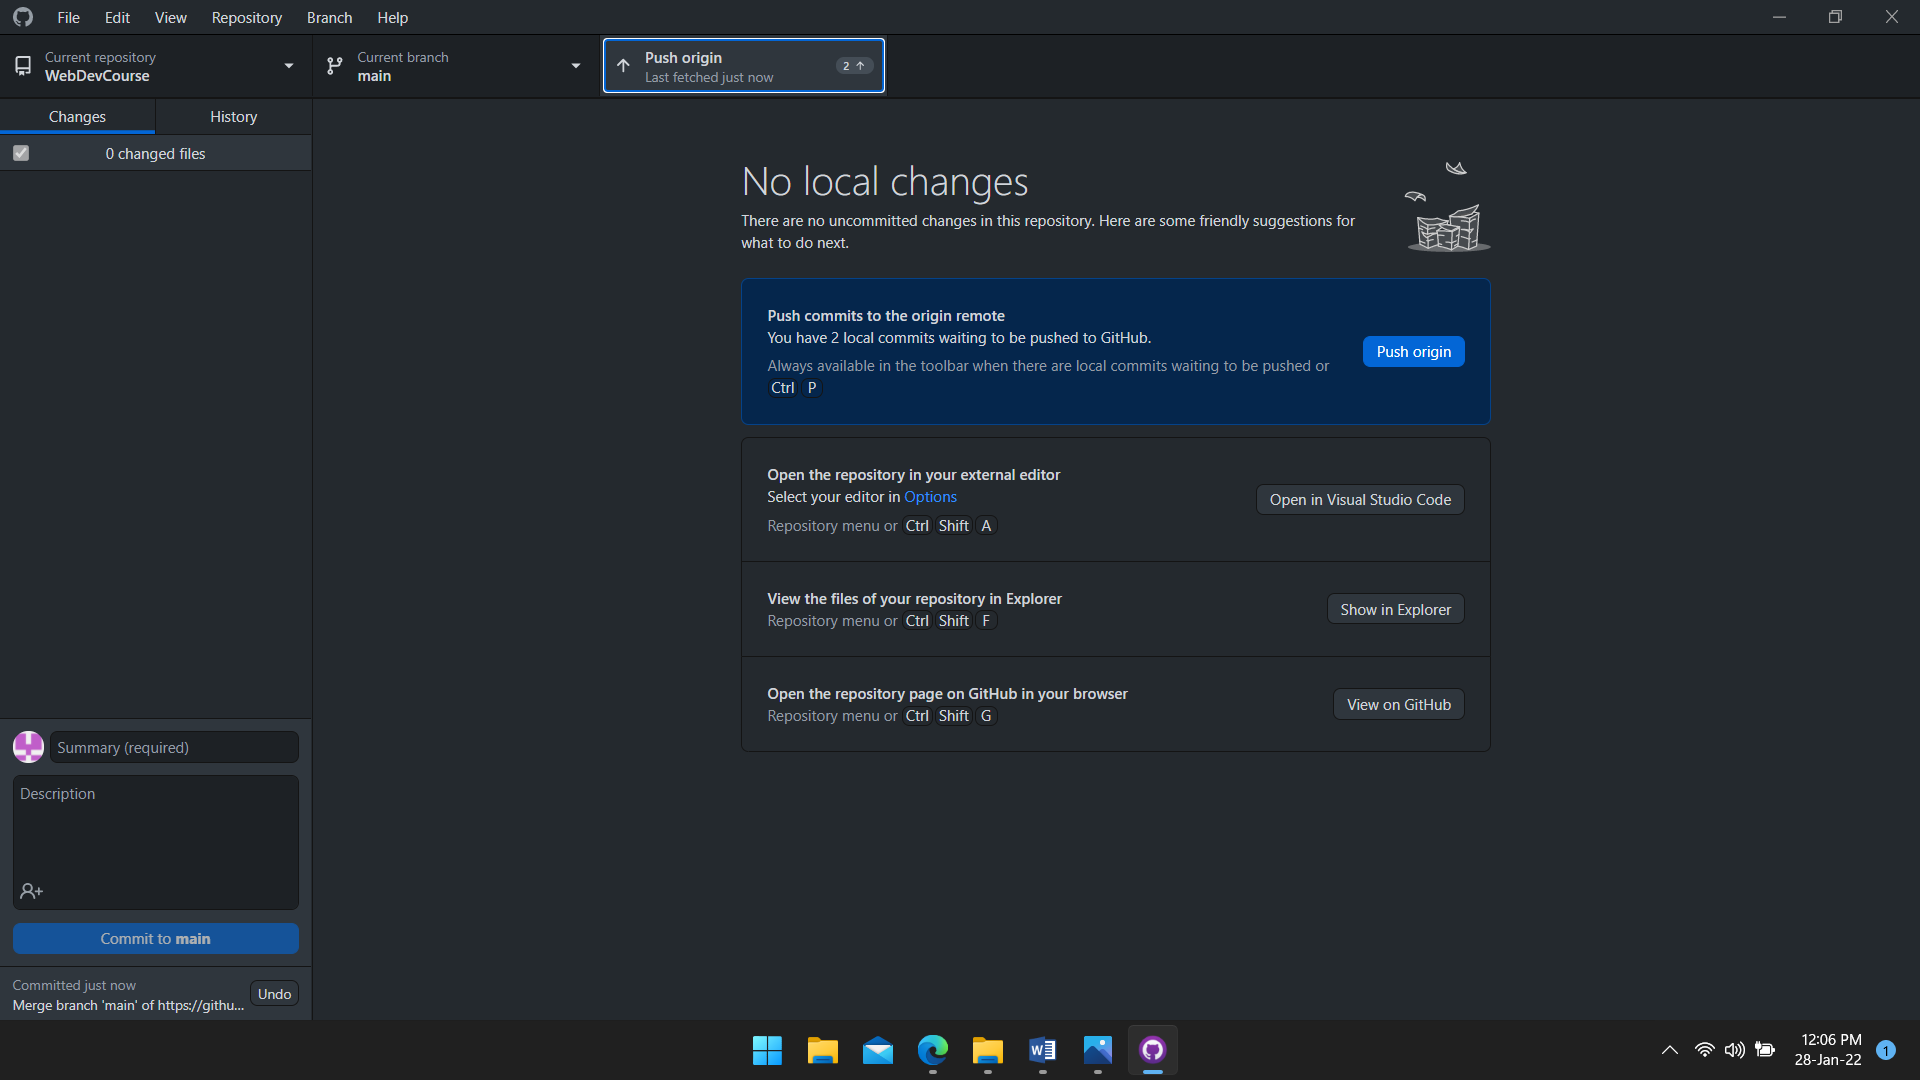 File Edit View Repository Branch Help
Current repository
WebDevCourse
Current branch
main
Push origin
Last fetched just now
2
Changes
History
0 changed files
No local changes
There are no uncommitted changes in this repository. Here are some friendly suggestions for
what to do next.
Push commits to the origin remote
You have 2 local commits waiting to be pushed to GitHub.
Always available in the toolbar when there are local commits waiting to be pushed or
Ctrl P
Push origin
Open the repository in your external editor
Select your editor in Options
Repository menu or Ctrl Shift A
Open in Visual Studio Code
View the files of your repository in Explorer
Repository menu or Ctrl Shift F
Show in Explorer
Open the repository page on GitHub in your browser
Repository menu or Ctrl Shift G
View on GitHub
Summary (required)
Description
Commit to main
Committed just now
Merge branch 'main' of https://githu...
Undo
W
12:06 PM
28-Jan-22
1